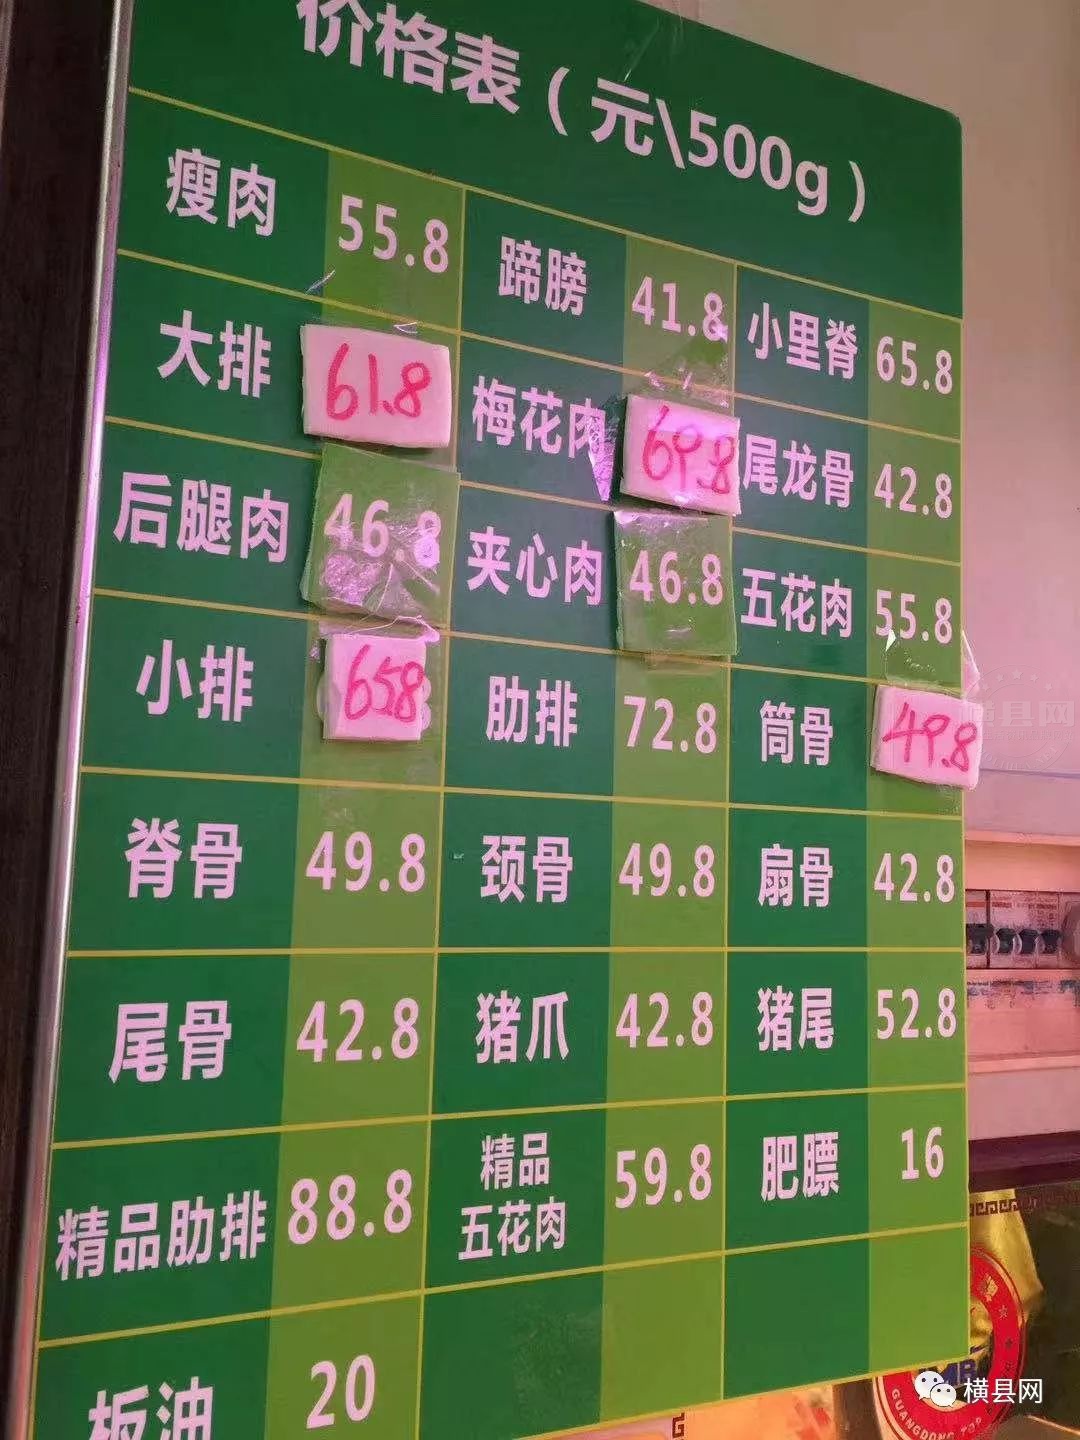 价格表（元\500g）
瘦肉 55.8 蹄膀 41.8 小里脊 65.8
大排 61.8 梅花肉 69.8 尾龙骨 42.8
后腿肉 46.8 夹心肉 46.8 五花肉 55.8
小排 65.8 肋排 72.8 筒骨 49.8
脊骨 49.8 颈骨 49.8 扇骨 42.8
尾骨 42.8 猪爪 42.8 猪尾 52.8
精品肋排 88.8 精品
五花肉 59.8 肥膘 16
板油 20
横县网
横县网
GUANGDONG TOP